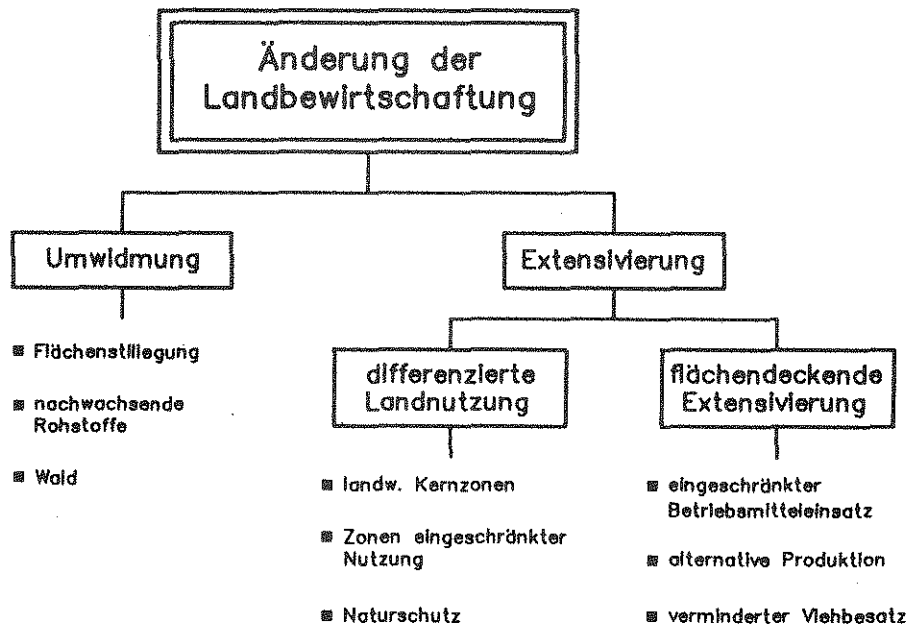 Änderung der
Landbewirtschaftung
Umwidmung
Extensivierung
■ Flächenstillegung
■ nachwachsende
Rohstoffe
■ Wald
differenzierte
Landnutzung
flächendeckende
Extensivierung
■ landw. Kernzonen
■ Zonen eingeschränkter
Nutzung
■ Naturschutz
■ eingeschränkter
Betriebsmitteleinsatz
■ alternative Produktion
■ verminderter Viehbesatz